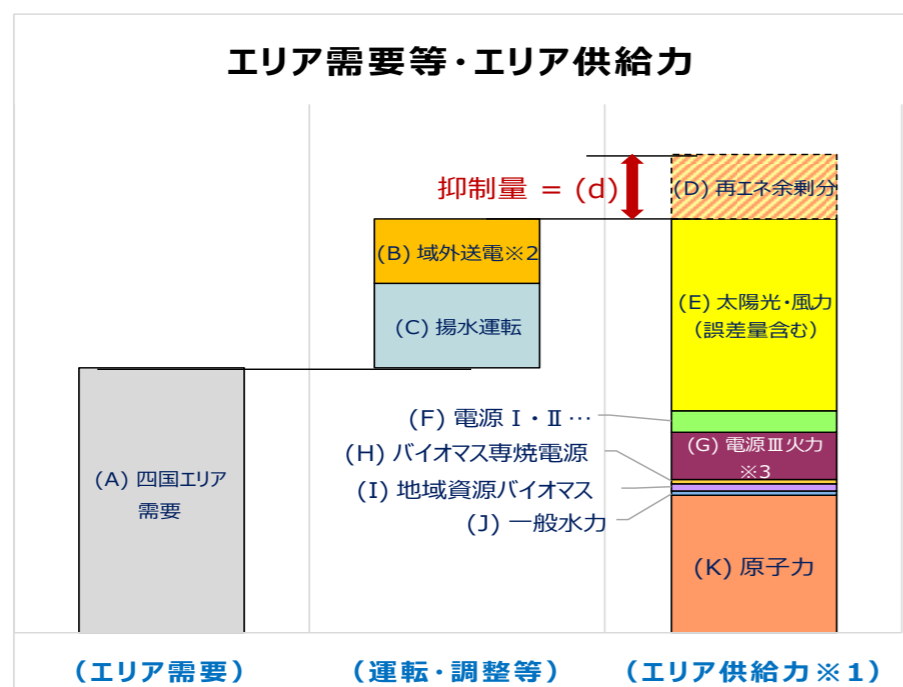 エリア需要等・エリア供給力
抑制量 = (d)
(D) 再エネ余剰分
(B) 域外送電※2
(C) 揚水運転
(E) 太陽光・風力
(誤差量含む)
(F) 電源Ⅰ・Ⅱ…
(G) 電源Ⅲ火力
※3
(H) バイオマス専焼電源
(I) 地域資源バイオマス
(J) 一般水力
(A) 四国エリア
需要
(K) 原子力
(エリア需要)
(運転・調整等)
(エリア供給力※1)